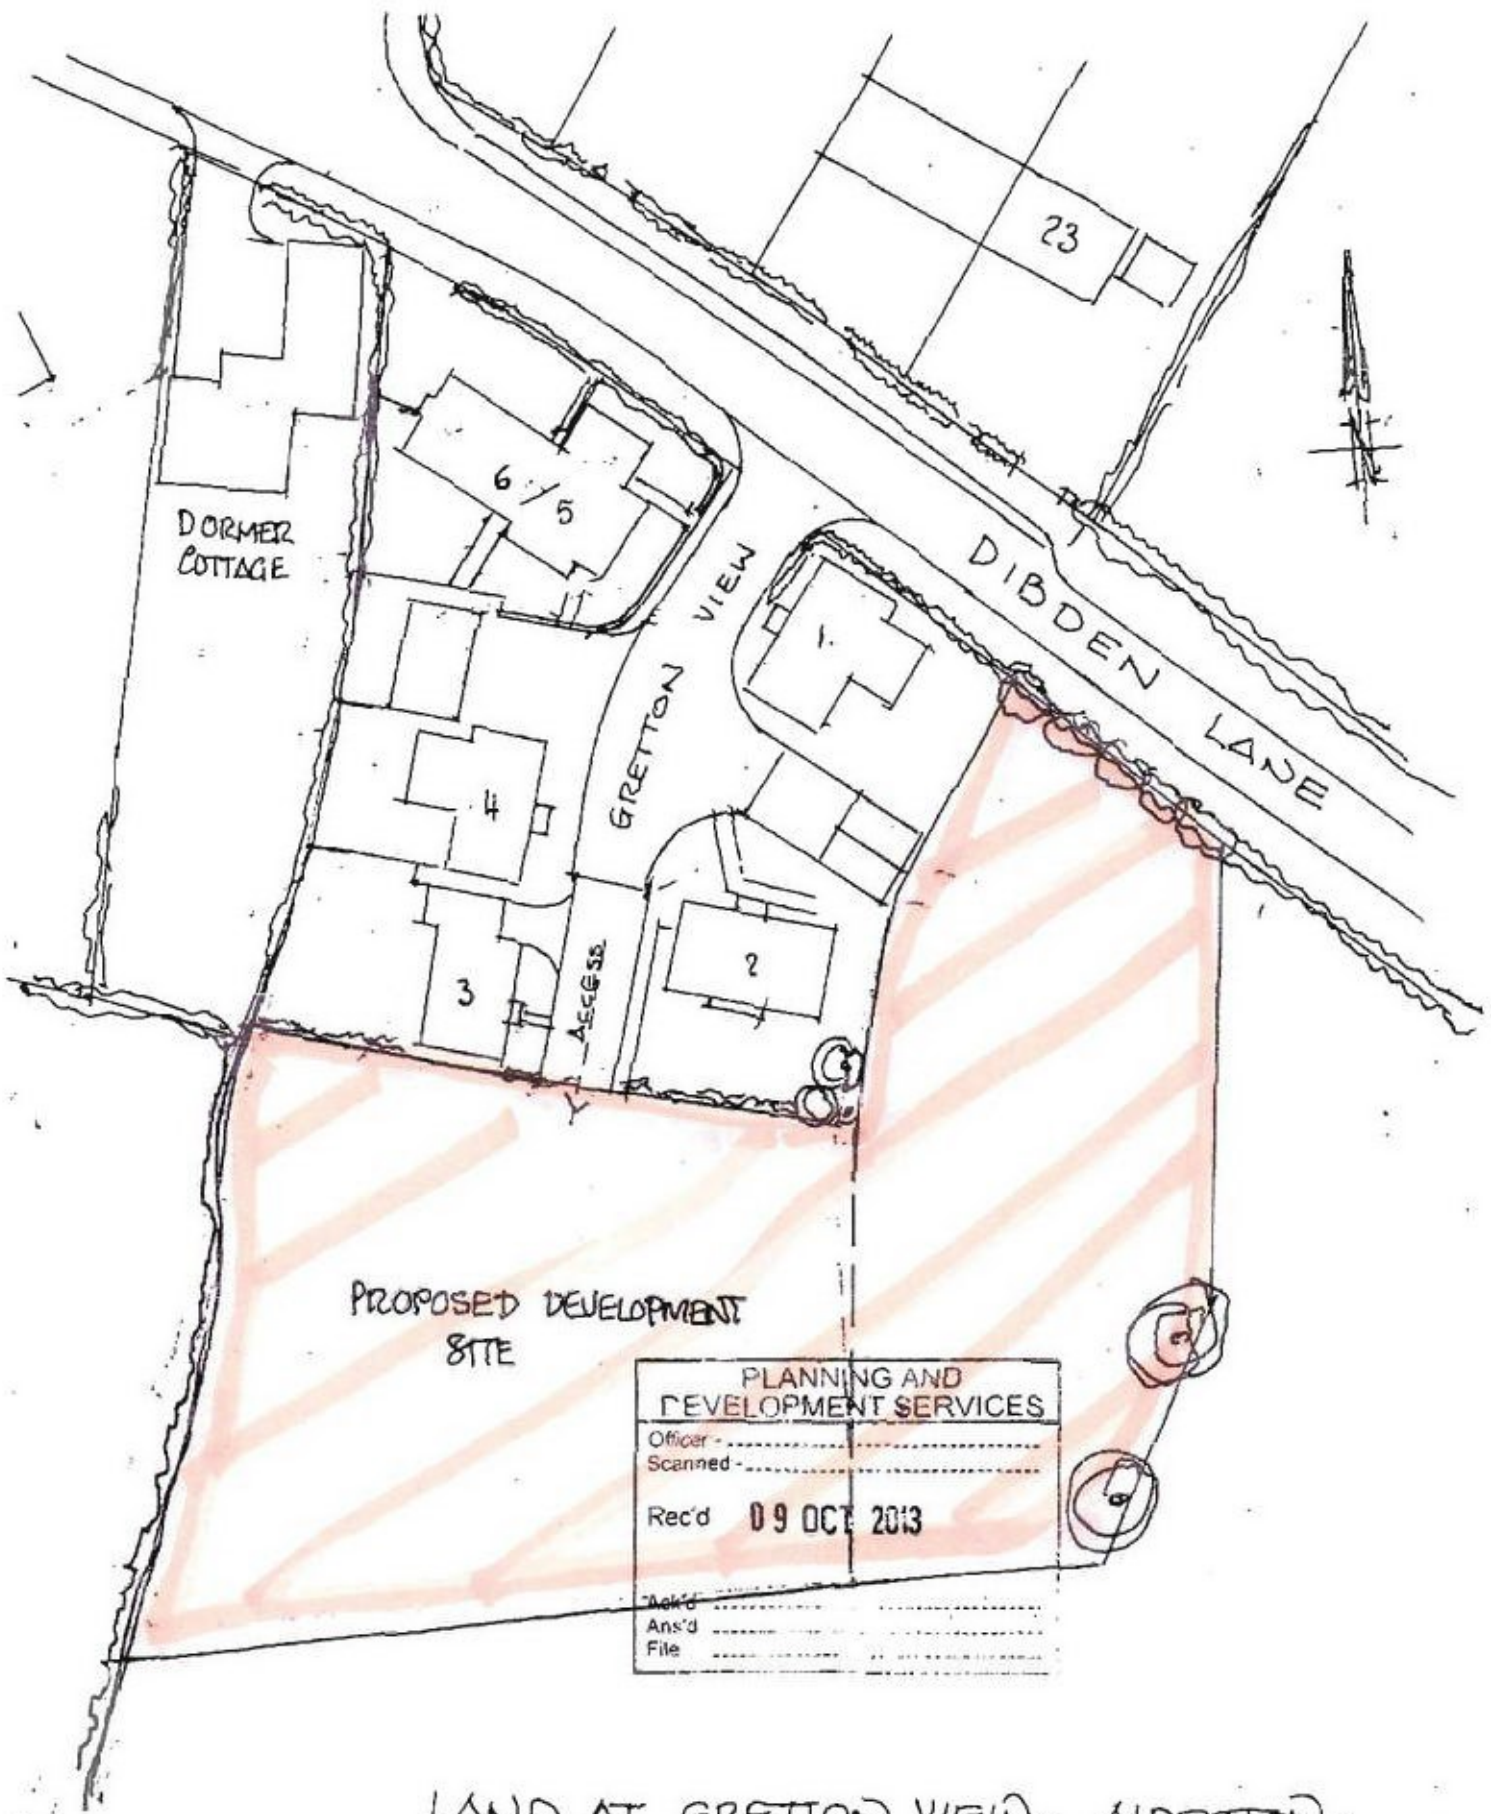 23
6/5
DORMER
COTTAGE
GRETTON VIEW
1.
DIBDEN LANE
4
3
ACCESS
2
PROPOSED DEVELOPMENT
SITE
PLANNING AND
DEVELOPMENT SERVICES
Officer -
Scanned -
Rec'd 09 OCT 2013
Ack'd
Ans'd
File
LAND AT GRETTON VIEW